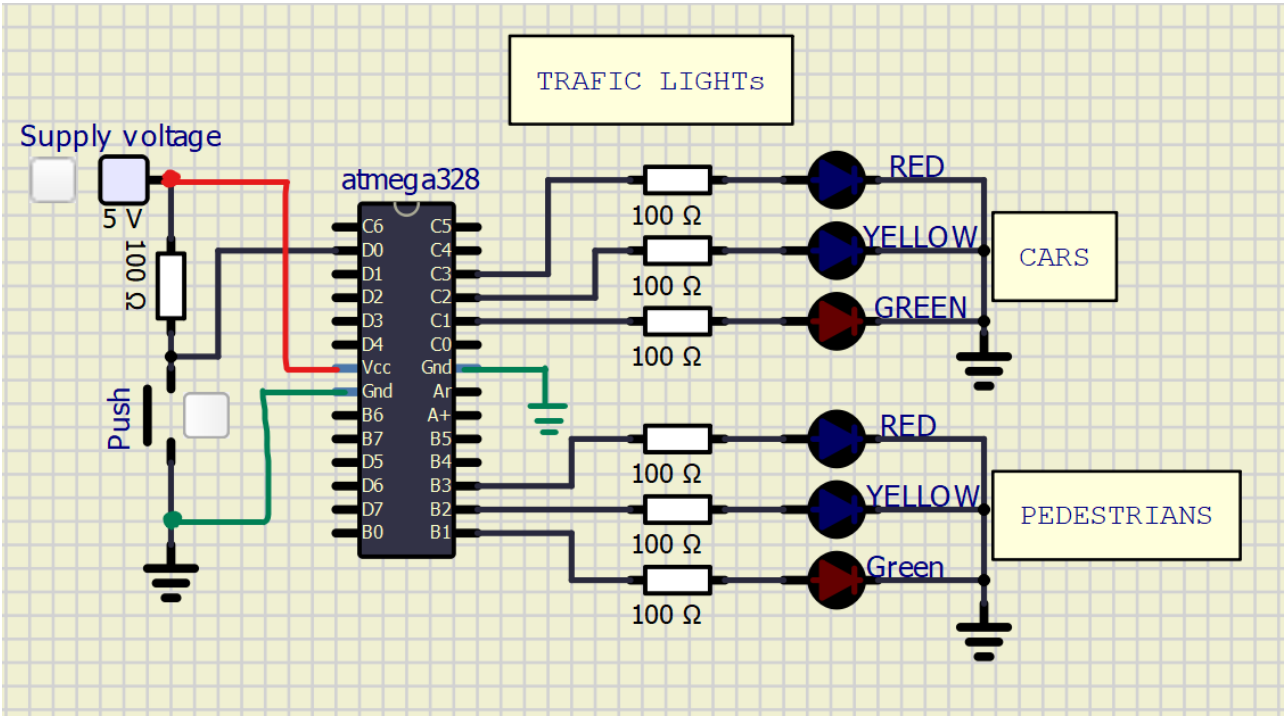 TRAFIC LIGHTs
Supply voltage
5 V
100 Ω
Push
atmega328
C6 C5
D0 C4
D1 C3
D2 C2
D3 C1
D4 C0
Vcc Gnd
Gnd Ar
B6 A+
B7 B5
D5 B4
D6 B3
D7 B2
B0 B1
RED
100 Ω
YELLOW
100 Ω
GREEN
100 Ω
CARS
RED
100 Ω
YELLOW
100 Ω
Green
100 Ω
PEDESTRIANS